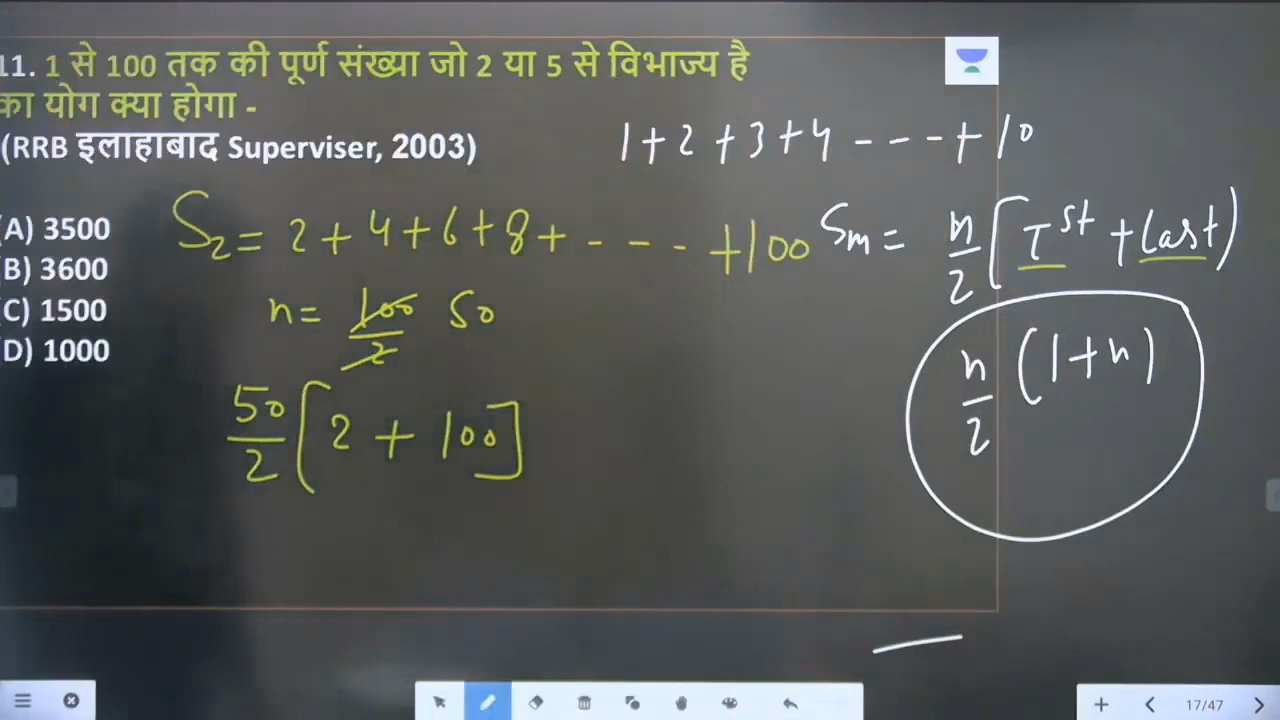 11. 1 से 100 तक की पूर्ण संख्या जो 2 या 5 से विभाज्य है
का योग क्या होगा -
(RRB इलाहाबाद Superviser, 2003)
1 + 2 + 3 + 4 - - - + 10
(A) 3500
(B) 3600
(C) 1500
(D) 1000
S₂ = 2 + 4 + 6 + 8 + - - - - + 100
n = 100/2 50
50/2 [2 + 100]
Sm = n/2 [Tst + Last)
n/2 (1 + n)
17/47